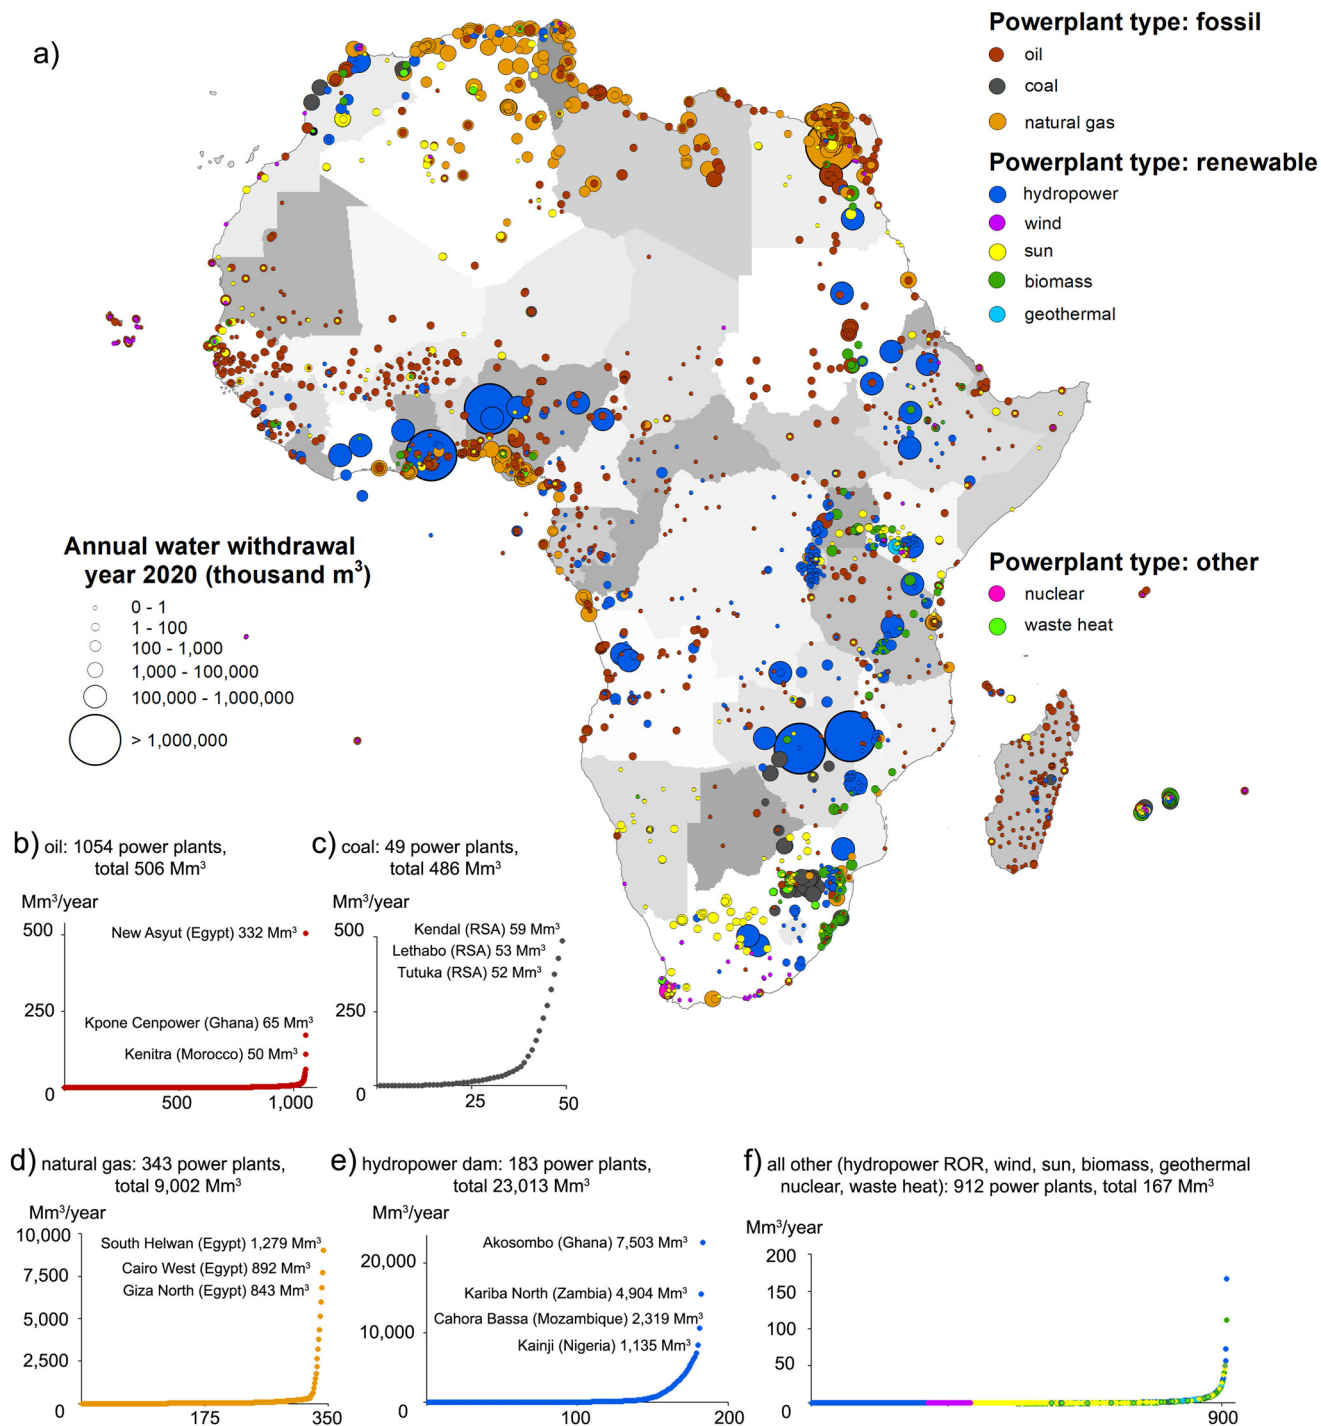 a)
Powerplant type: fossil
oil
coal
natural gas
Powerplant type: renewable
hydropower
wind
sun
biomass
geothermal
Annual water withdrawal
year 2020 (thousand m³)
0 - 1
1 - 100
100 - 1,000
1,000 - 100,000
100,000 - 1,000,000
> 1,000,000
Powerplant type: other
nuclear
waste heat
b) oil: 1054 power plants,
total 506 Mm³
Mm³/year
500
250
0
New Asyut (Egypt) 332 Mm³
Kpone Cenpower (Ghana) 65 Mm³
Kenitra (Morocco) 50 Mm³
500
1,000
c) coal: 49 power plants,
total 486 Mm³
Mm³/year
500
250
0
Kendal (RSA) 59 Mm³
Lethabo (RSA) 53 Mm³
Tutuka (RSA) 52 Mm³
25
50
d) natural gas: 343 power plants,
total 9,002 Mm³
Mm³/year
10,000
7,500
5,000
2,500
0
South Helwan (Egypt) 1,279 Mm³
Cairo West (Egypt) 892 Mm³
Giza North (Egypt) 843 Mm³
175
350
e) hydropower dam: 183 power plants,
total 23,013 Mm³
Mm³/year
20,000
10,000
0
Akosombo (Ghana) 7,503 Mm³
Kariba North (Zambia) 4,904 Mm³
Cahora Bassa (Mozambique) 2,319 Mm³
Kainji (Nigeria) 1,135 Mm³
100
200
f) all other (hydropower ROR, wind, sun, biomass, geothermal
nuclear, waste heat): 912 power plants, total 167 Mm³
Mm³/year
200
150
100
50
0
900